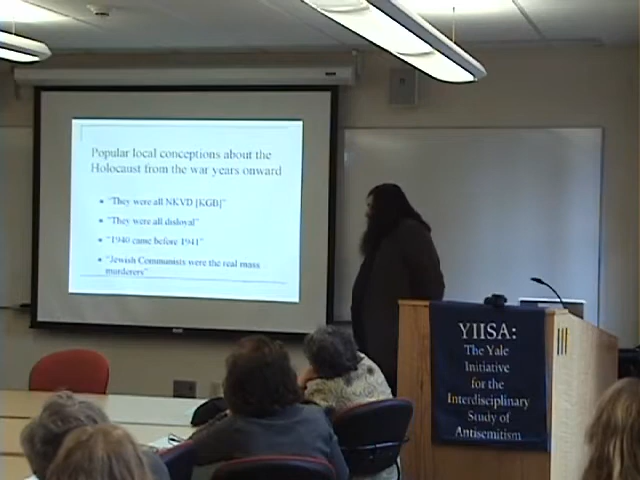 Popular local conceptions about the
Holocaust from the war years onward
"They were all NKVD [KGB]"
"They were all disloyal"
"1940 came before 1941"
"Jewish Communists were the real mass
murderers"
YIISA:
The Yale
Initiative
for the
Interdisciplinary
Study of
Antisemitism